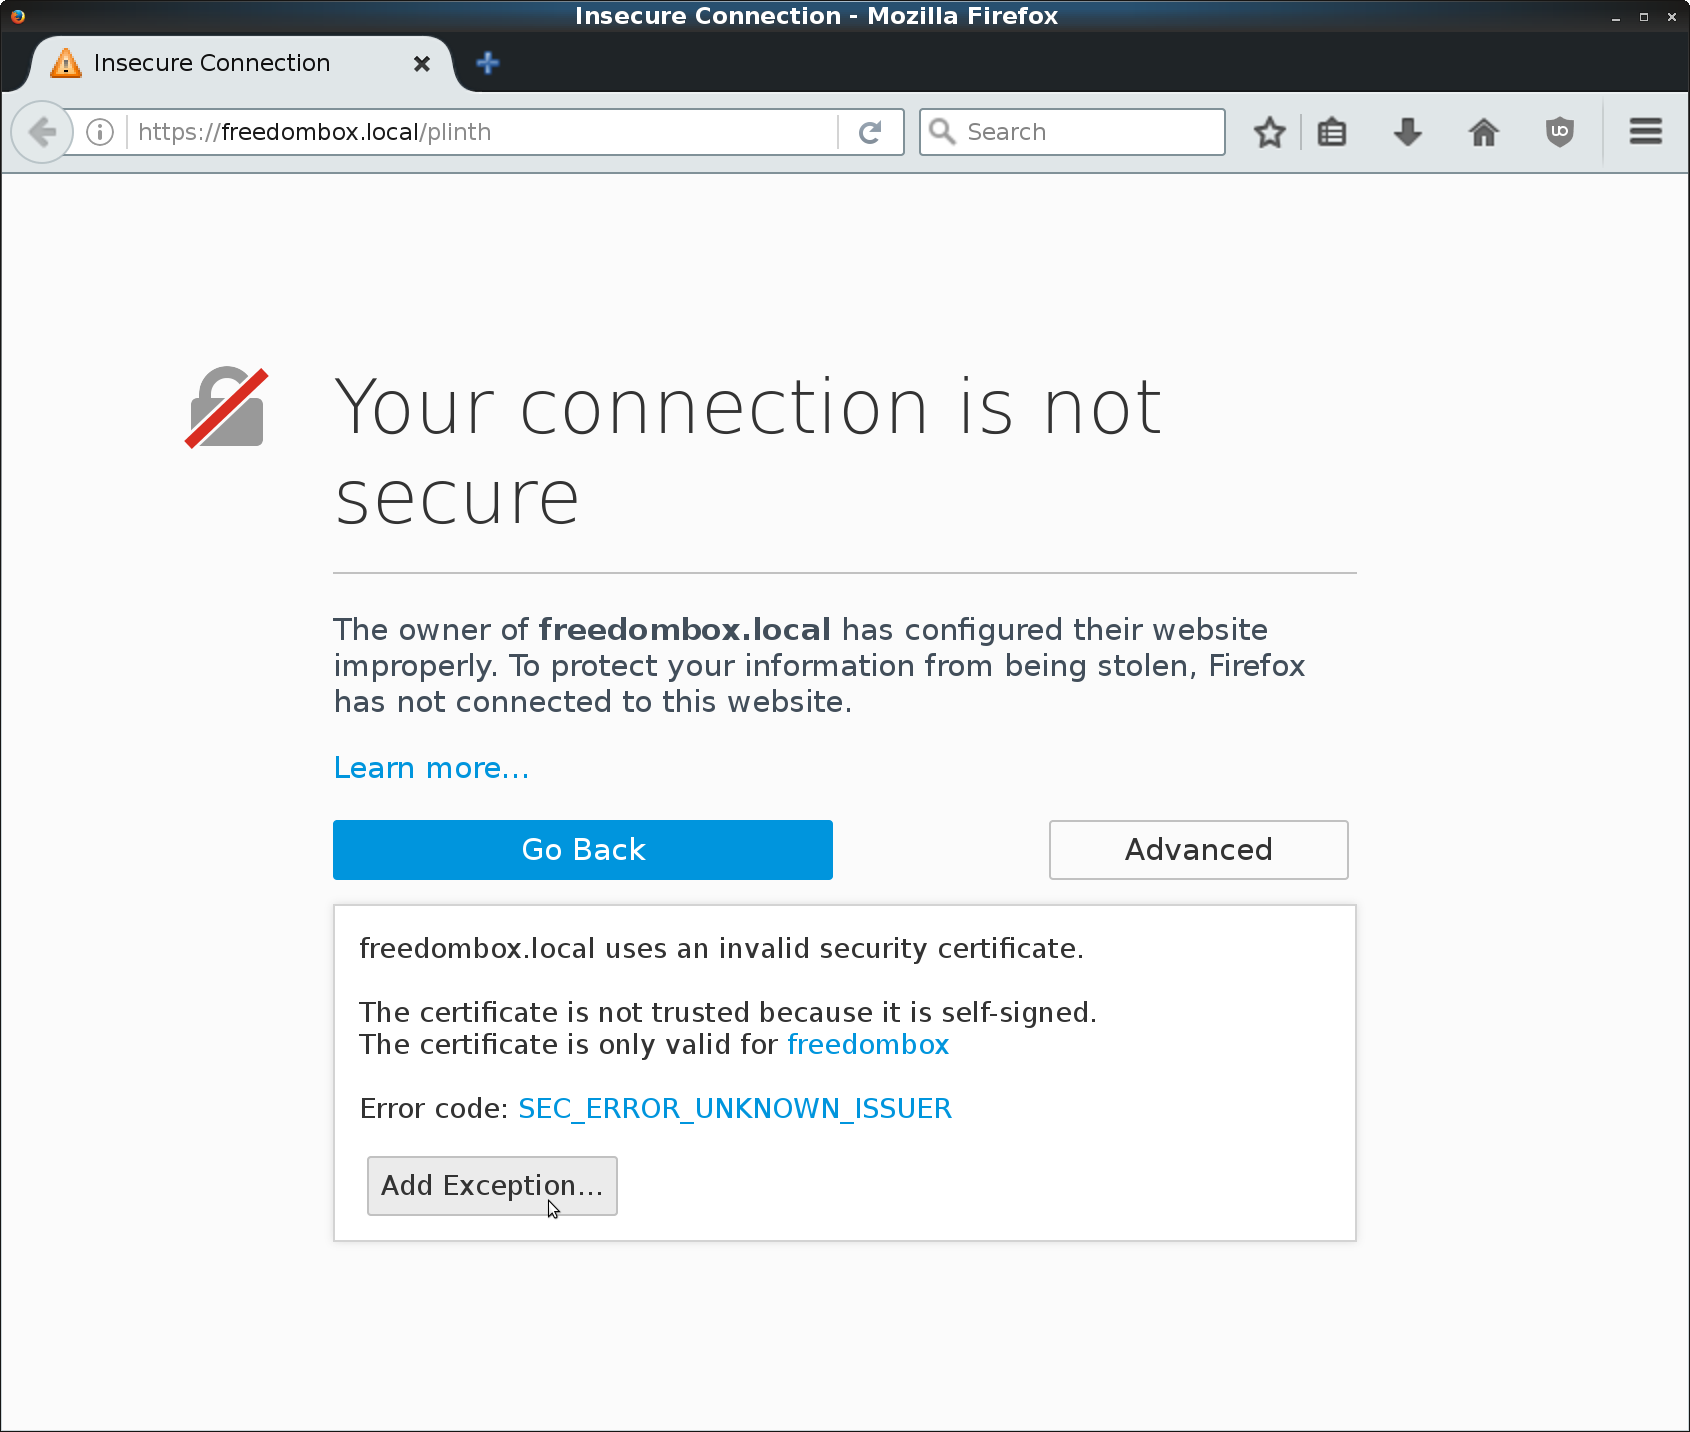 Insecure Connection - Mozilla Firefox
Insecure Connection
https://freedombox.local/plinth
Search
Your connection is not
secure
The owner of freedombox.local has configured their website
improperly. To protect your information from being stolen, Firefox
has not connected to this website.
Learn more…
Go Back
Advanced
freedombox.local uses an invalid security certificate.
The certificate is not trusted because it is self-signed.
The certificate is only valid for freedombox
Error code: SEC_ERROR_UNKNOWN_ISSUER
Add Exception…